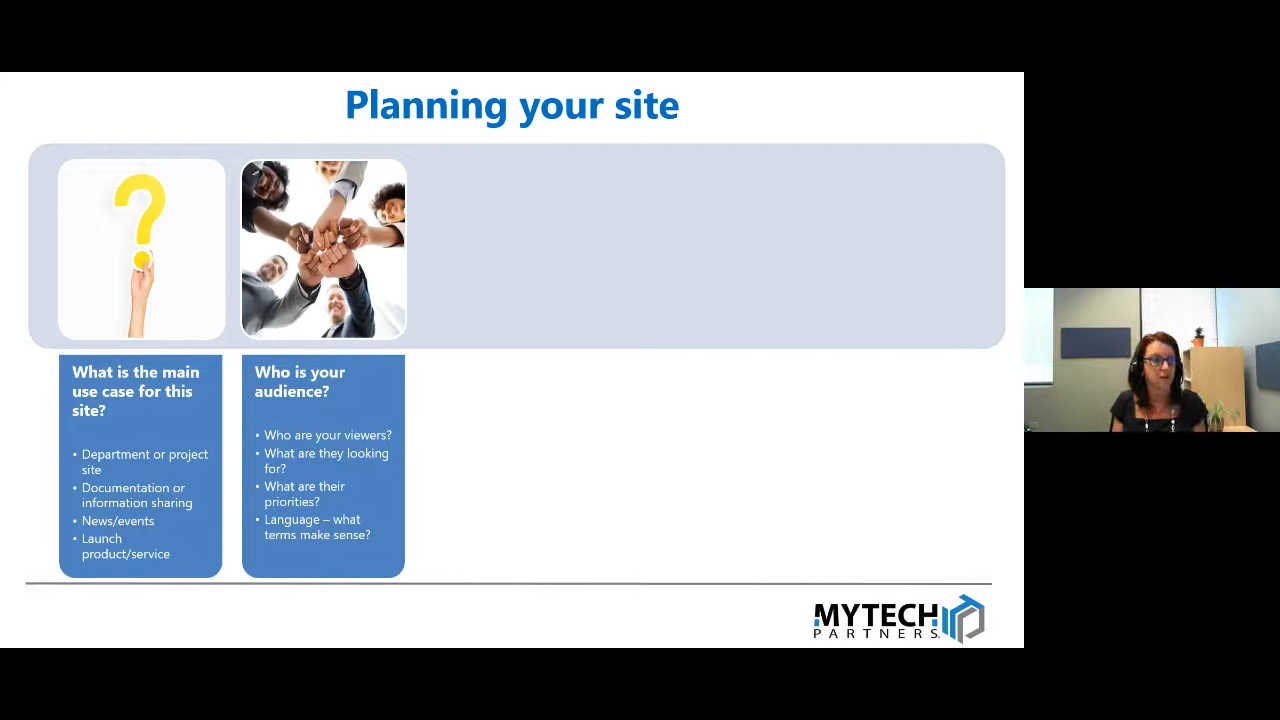 Planning your site
What is the main
use case for this
site?
• Department or project
site
• Documentation or
information sharing
• News/events
• Launch
product/service
Who is your
audience?
• Who are your viewers?
• What are they looking
for?
• What are their
priorities?
• Language – what
terms make sense?
MYTECH
PARTNERS